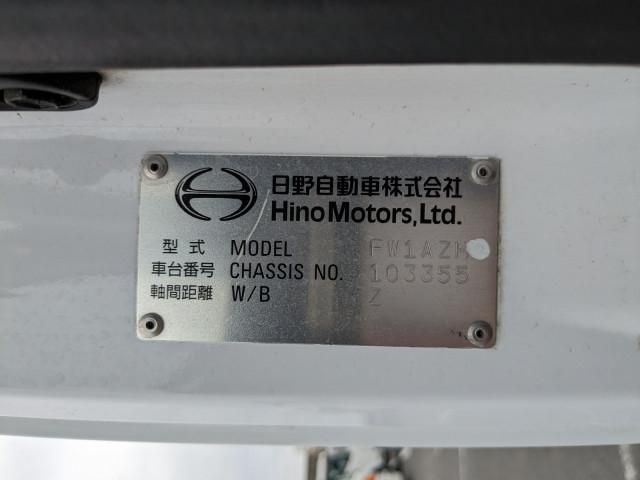 日野自動車株式会社
Hino Motors, Ltd.
型式 MODEL FW1AZH
車台番号 CHASSIS NO. 103355
軸間距離 W/B Z